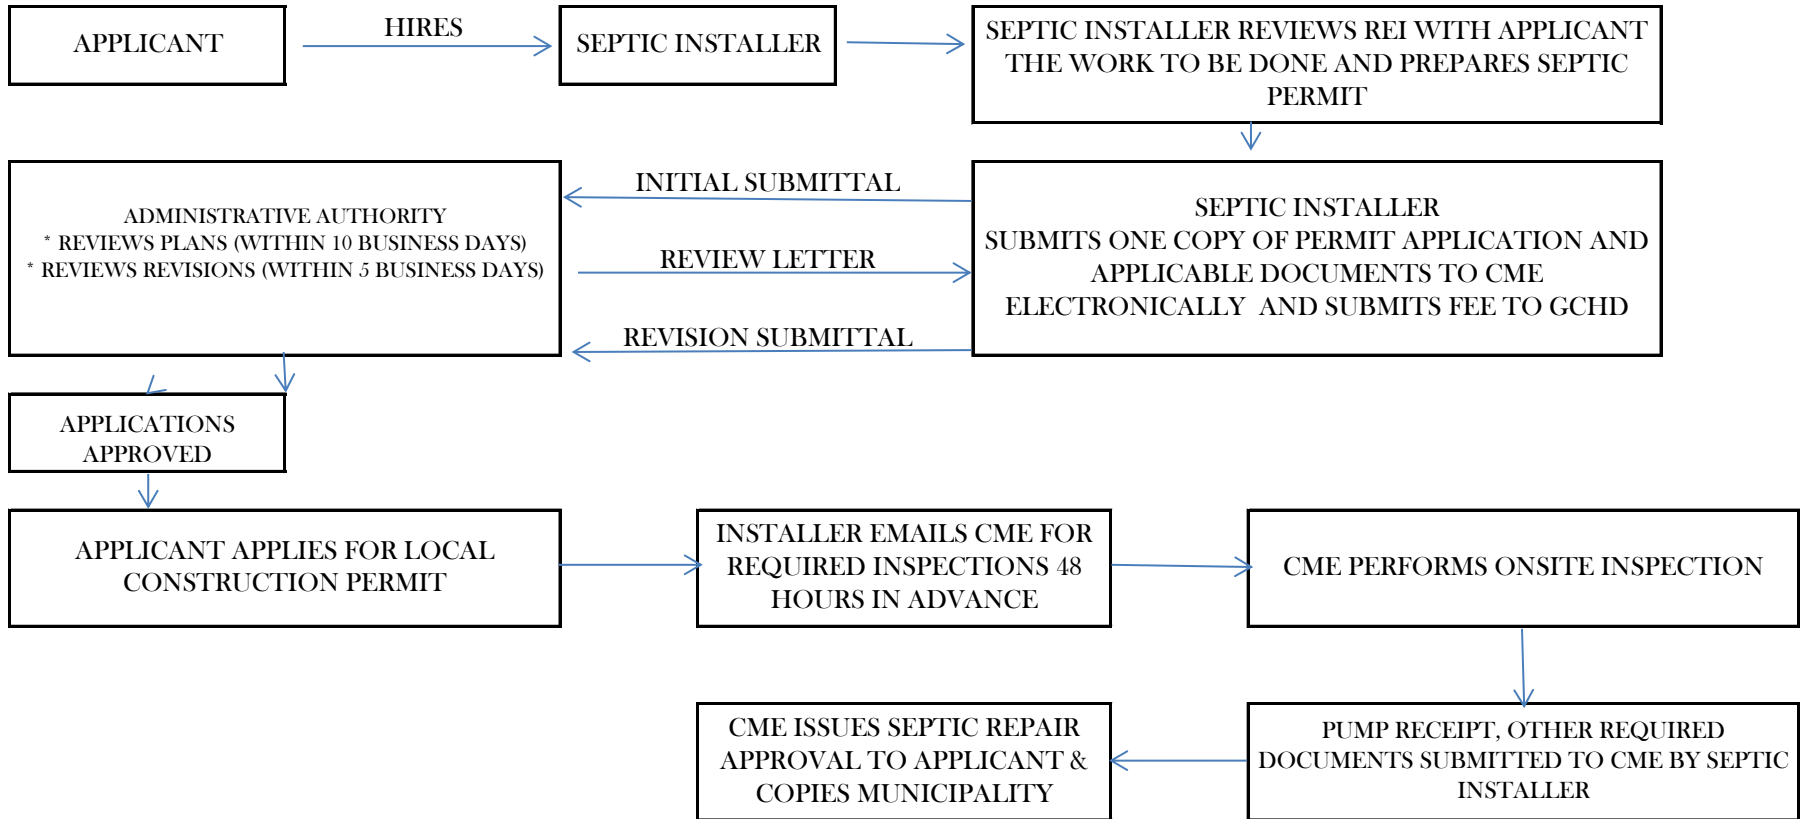 APPLICANT
HIRES
SEPTIC INSTALLER
SEPTIC INSTALLER REVIEWS REI WITH APPLICANT
THE WORK TO BE DONE AND PREPARES SEPTIC
PERMIT
ADMINISTRATIVE AUTHORITY
* REVIEWS PLANS (WITHIN 10 BUSINESS DAYS)
* REVIEWS REVISIONS (WITHIN 5 BUSINESS DAYS)
INITIAL SUBMITTAL
REVIEW LETTER
REVISION SUBMITTAL
SEPTIC INSTALLER
SUBMITS ONE COPY OF PERMIT APPLICATION AND
APPLICABLE DOCUMENTS TO CME
ELECTRONICALLY AND SUBMITS FEE TO GCHD
APPLICATIONS
APPROVED
APPLICANT APPLIES FOR LOCAL
CONSTRUCTION PERMIT
INSTALLER EMAILS CME FOR
REQUIRED INSPECTIONS 48
HOURS IN ADVANCE
CME PERFORMS ONSITE INSPECTION
CME ISSUES SEPTIC REPAIR
APPROVAL TO APPLICANT &
COPIES MUNICIPALITY
PUMP RECEIPT, OTHER REQUIRED
DOCUMENTS SUBMITTED TO CME BY SEPTIC
INSTALLER